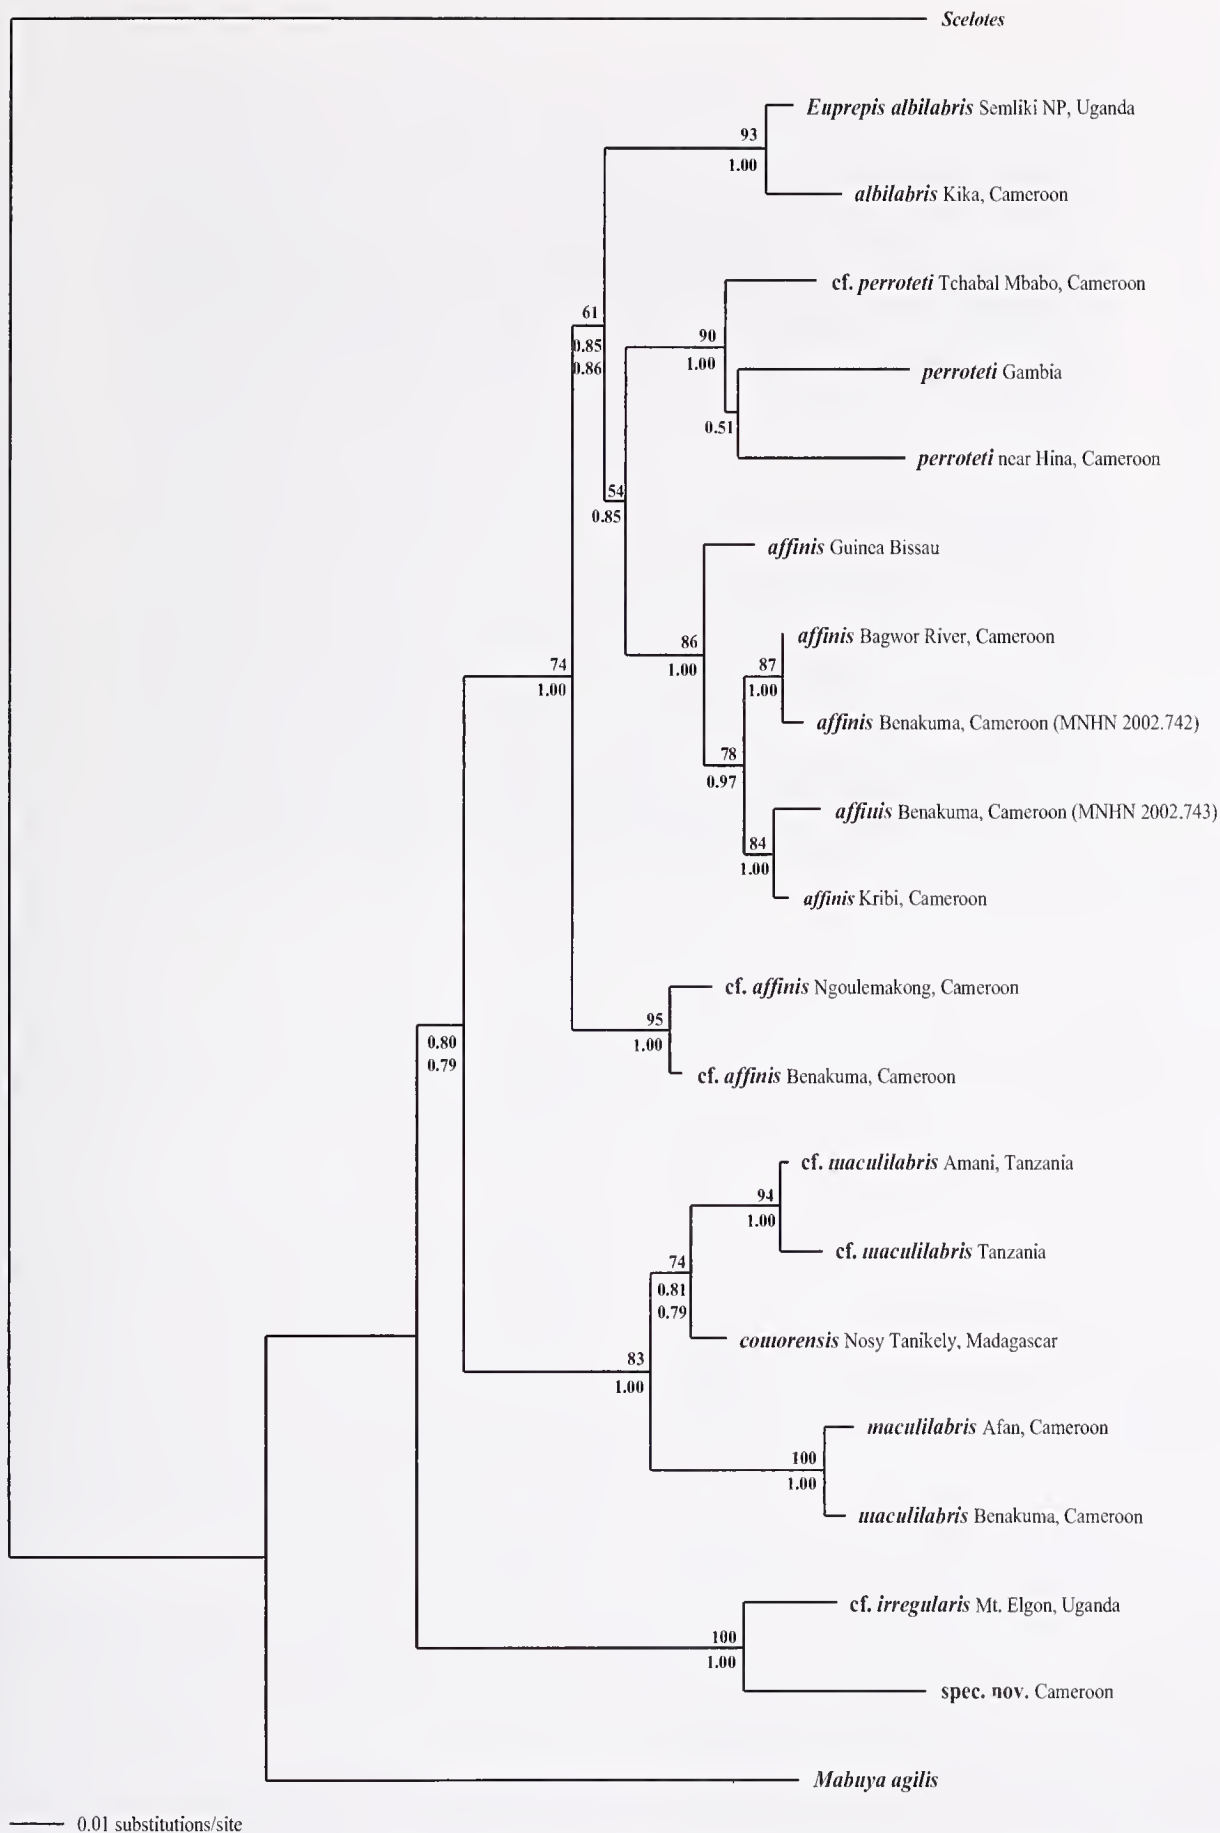 Scelotes
Euprepis albilabris Semliki NP, Uganda
93
1.00
albilabris Kika, Cameroon
cf. perroteti Tchabal Mbabo, Cameroon
61
90
0.85
1.00
0.86
perroteti Gambia
0.51
perroteti near Hina, Cameroon
54
0.85
affinis Guinea Bissau
affinis Bagwor River, Cameroon
86
1.00
87
1.00
74
1.00
affinis Benakuma, Cameroon (MNHN 2002.742)
78
0.97
affinis Benakuma, Cameroon (MNHN 2002.743)
84
1.00
affinis Kribi, Cameroon
cf. affinis Ngoulemakong, Cameroon
95
1.00
0.80
0.79
cf. affinis Benakuma, Cameroon
cf. maculilabris Amani, Tanzania
94
1.00
cf. maculilabris Tanzania
74
0.81
0.79
comorensis Nosy Tanikely, Madagascar
83
1.00
maculilabris Afan, Cameroon
100
1.00
maculilabris Benakuma, Cameroon
cf. irregularis Mt. Elgon, Uganda
100
1.00
spec. nov. Cameroon
Mabuya agilis
0.01 substitutions/site